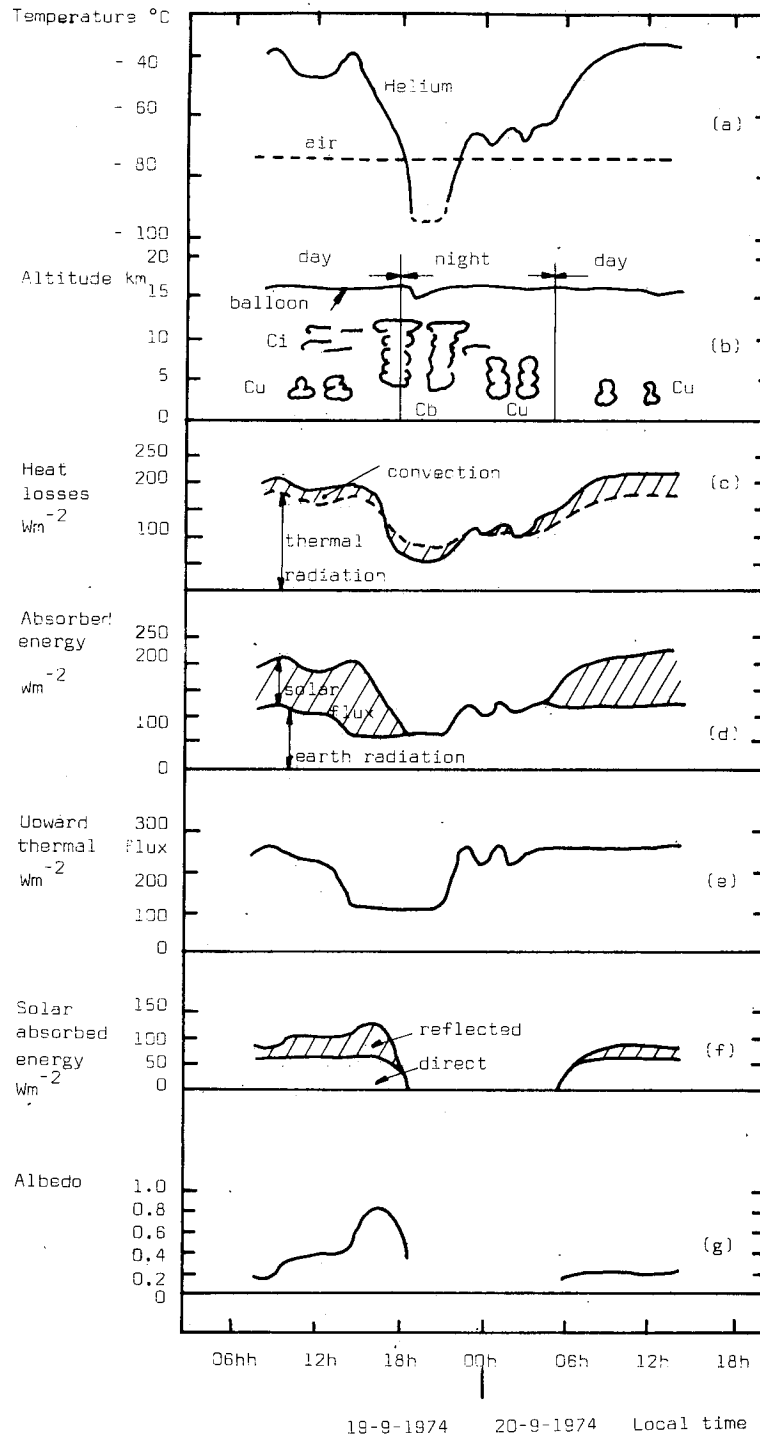 Temperature °C
- 40
- 60
- 80
- 100
Helium
air
(a)
20
15
10
5
0
Altitude km
day
night
day
balloon
Ci
Cu
Cb
Cu
Cu
(b)
Heat
losses
Wm-2
250
200
100
convection
thermal
radiation
(c)
Absorbed
energy
Wm-2
250
200
100
0
solar
flux
earth radiation
(d)
Upward
thermal flux
Wm-2
300
200
100
0
(e)
Solar
absorbed
energy
Wm-2
150
100
50
0
reflected
direct
(f)
Albedo
1.0
0.8
0.6
0.4
0.2
0
(g)
06hh 12h 18h 00h 06h 12h 18h
19-9-1974 20-9-1974 Local time